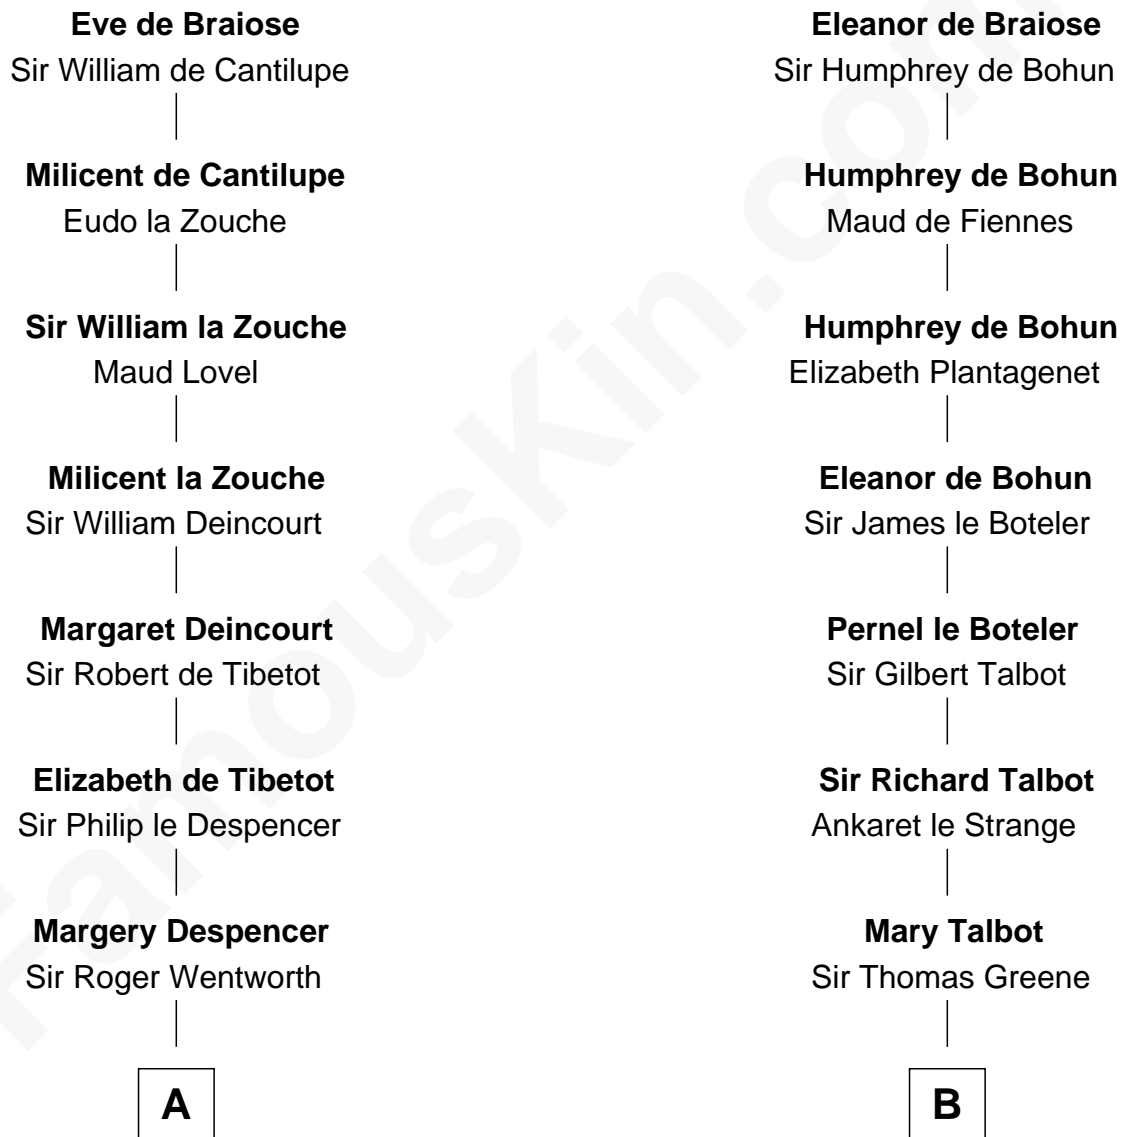 Eve de Braiose
Sir William de Cantilupe
Milicent de Cantilupe
Eudo la Zouche
Sir William la Zouche
Maud Lovel
Milicent la Zouche
Sir William Deincourt
Margaret Deincourt
Sir Robert de Tibetot
Elizabeth de Tibetot
Sir Philip le Despencer
Margery Despencer
Sir Roger Wentworth
A
Eleanor de Braiose
Sir Humphrey de Bohun
Humphrey de Bohun
Maud de Fiennes
Humphrey de Bohun
Elizabeth Plantagenet
Eleanor de Bohun
Sir James le Boteler
Pernel le Boteler
Sir Gilbert Talbot
Sir Richard Talbot
Ankaret le Strange
Mary Talbot
Sir Thomas Greene
B
FamousKin.com